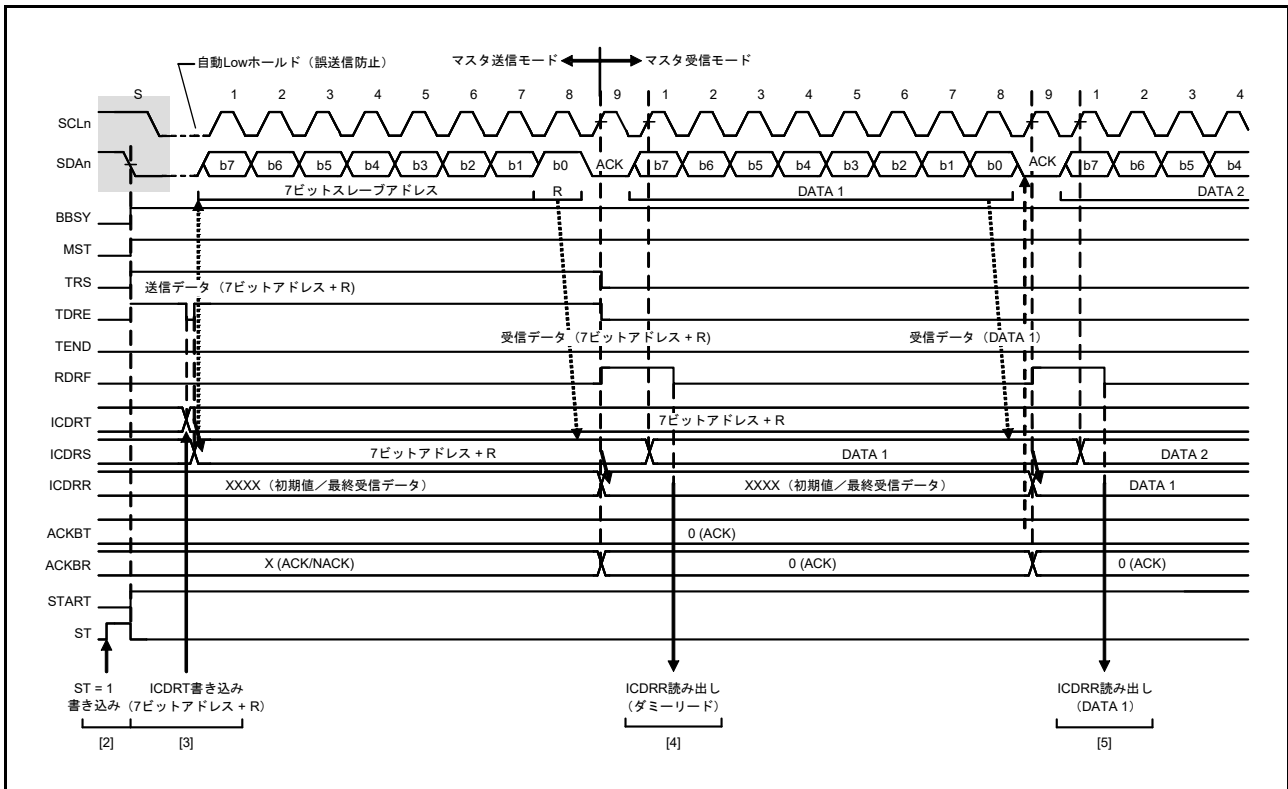 自動Lowホールド（誤送信防止）
マスタ送信モード マスタ受信モード
S 1 2 3 4 5 6 7 8 9 1 2 3 4 5 6 7 8 9 1 2 3 4
SCLn
SDAn b7 b6 b5 b4 b3 b2 b1 b0 ACK b7 b6 b5 b4 b3 b2 b1 b0 ACK b7 b6 b5 b4
7ビットスレーブアドレス R DATA 1 DATA 2
BBSY
MST
TRS
送信データ（7ビットアドレス + R）
TDRE
受信データ（7ビットアドレス + R） 受信データ（DATA 1）
TEND
RDRF
ICDRT 7ビットアドレス + R
ICDRS 7ビットアドレス + R DATA 1 DATA 2
ICDRR XXXX（初期値／最終受信データ） XXXX（初期値／最終受信データ） DATA 1
ACKBT 0 (ACK)
ACKBR X (ACK/NACK) 0 (ACK) 0 (ACK)
START
ST
ST = 1 ICDRT書き込み ICDRR読み出し ICDRR読み出し
書き込み （7ビットアドレス + R） （ダミーリード） （DATA 1）
[2] [3] [4] [5]